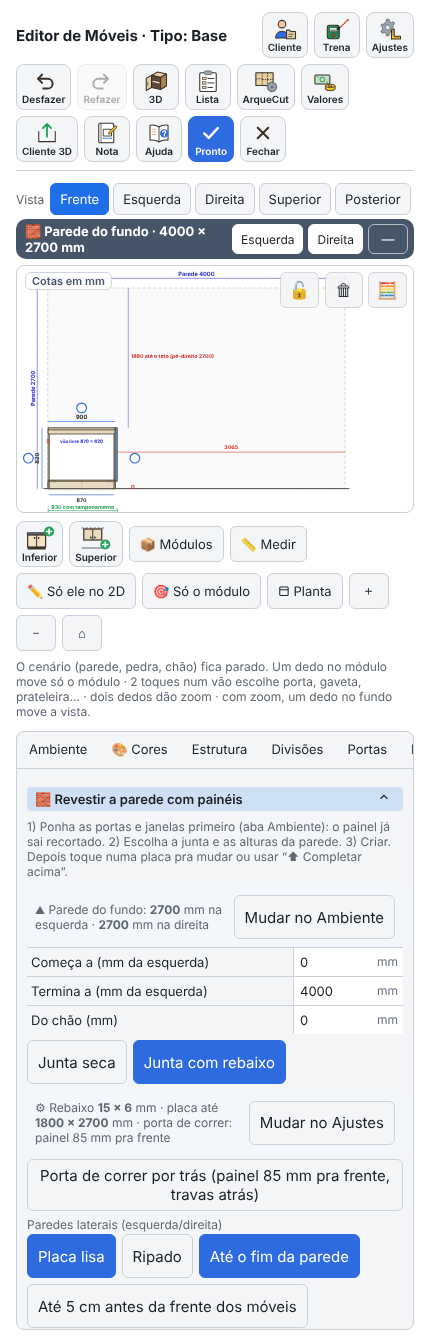 Editor de Móveis · Tipo: Base
Cliente
Trena
Ajustes
Desfazer
Refazer
3D
Lista
ArqueCut
Valores
Cliente 3D
Nota
Ajuda
Pronto
Fechar
Vista
Frente
Esquerda
Direita
Superior
Posterior
🧱 Parede do fundo · 4000 ×
2700 mm
Esquerda
Direita
—
Cotas em mm
Parede 4000
Parede 2700
1880 até o teto (pé-direito 2700)
900
vão livre 870 × 620
820
3065
0
870
930 com tamponamento
Inferior
Superior
📦 Módulos
📏 Medir
✏️ Só ele no 2D
🎯 Só o módulo
Planta
+
−
⌂
O cenário (parede, pedra, chão) fica parado. Um dedo no módulo
move só o módulo · 2 toques num vão escolhe porta, gaveta,
prateleira... · dois dedos dão zoom · com zoom, um dedo no fundo
move a vista.
Ambiente
🎨 Cores
Estrutura
Divisões
Portas
🧱 Revestir a parede com painéis
1) Ponha as portas e janelas primeiro (aba Ambiente): o painel já
sai recortado. 2) Escolha a junta e as alturas da parede. 3) Criar.
Depois toque numa placa pra mudar ou usar “⬆ Completar
acima”.
▲ Parede do fundo: 2700 mm na
esquerda · 2700 mm na direita
Mudar no Ambiente
Começa a (mm da esquerda)
0 mm
Termina a (mm da esquerda)
4000 mm
Do chão (mm)
0 mm
Junta seca
Junta com rebaixo
⚙ Rebaixo 15 × 6 mm · placa até
1800 × 2700 mm · porta de correr:
painel 85 mm pra frente
Mudar no Ajustes
Porta de correr por trás (painel 85 mm pra frente,
travas atrás)
Paredes laterais (esquerda/direita)
Placa lisa
Ripado
Até o fim da parede
Até 5 cm antes da frente dos móveis